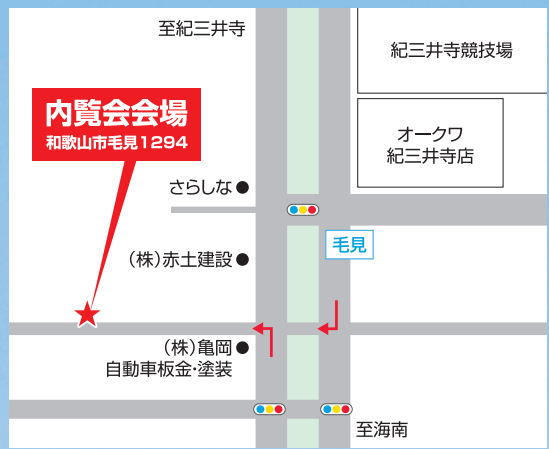 至紀三井寺
紀三井寺競技場
内覧会会場
和歌山市毛見1294
オークワ
紀三井寺店
さらしな
毛見
（株）赤土建設
（株）亀岡
自動車板金・塗装
至海南